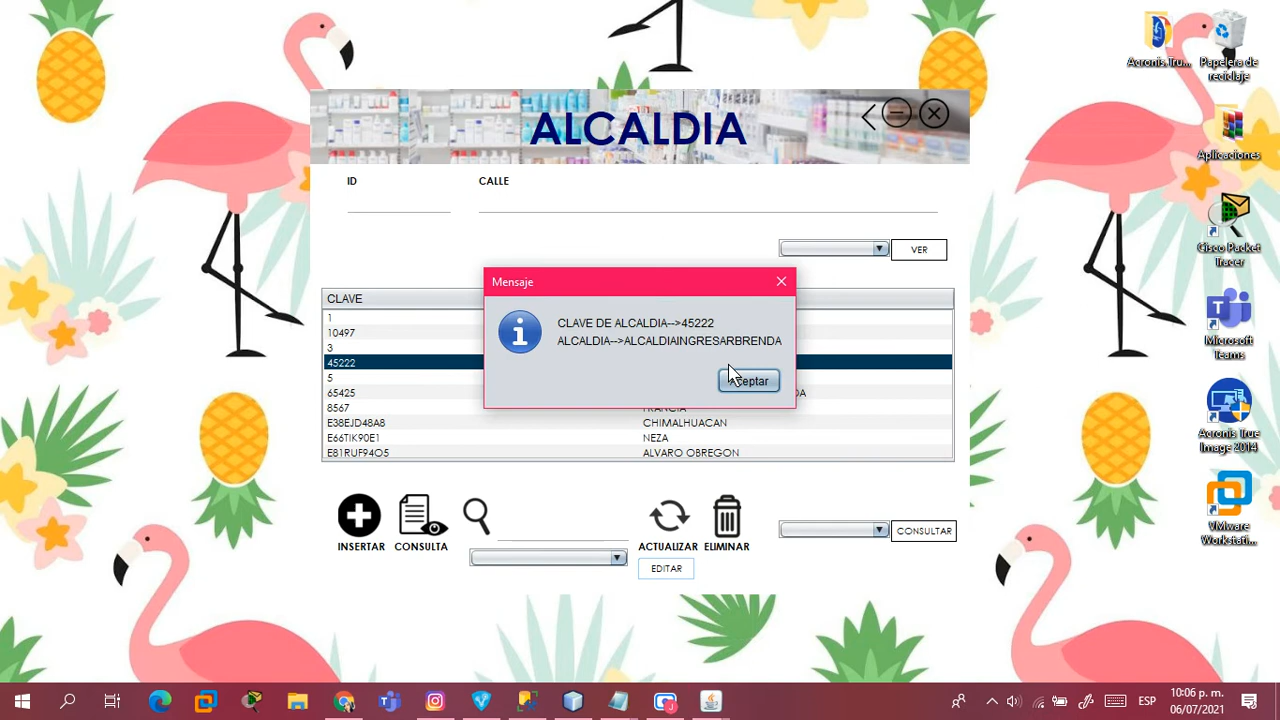 Acronis Tru...
Papelera de
reciclaje
ALCALDIA
Aplicaciones
ID
CALLE
Cisco Packet
Tracer
VER
Mensaje
CLAVE
CLAVE DE ALCALDIA-->45222
ALCALDIA-->ALCALDIAINGRESARBRENDA
1
10497
3
45222
5
65425
8567
FRANCIA
E38EJD48A8
CHIMALHUACAN
E66TIK90E1
NEZA
E81RUF94O5
ALVARO OBREGON
Microsoft
Teams
Acronis True
Image 2014
VMware
Workstati...
INSERTAR
CONSULTA
ACTUALIZAR
ELIMINAR
EDITAR
CONSULTAR
ESP
10:06 p. m.
06/07/2021